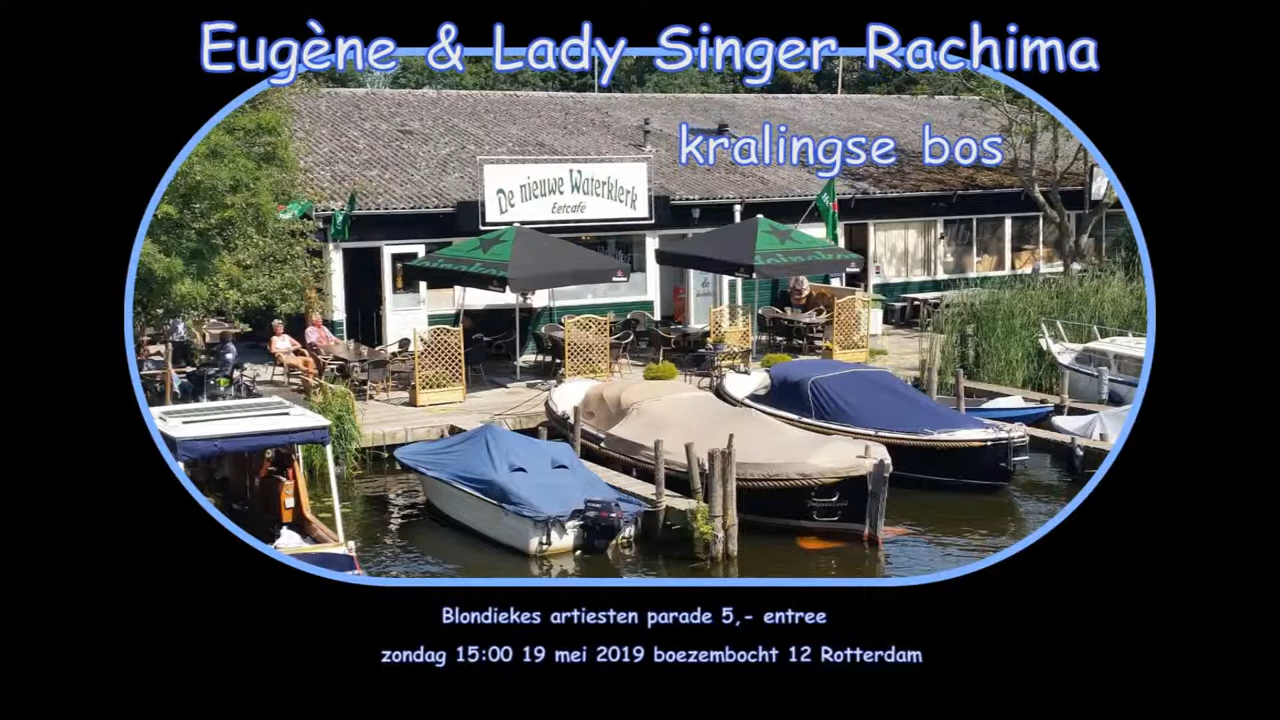 Eugène & Lady Singer Rachima
kralingse bos
De nieuwe Waterklerk
Eetcafé
Blondiekes artiesten parade 5,- entree
zondag 15:00 19 mei 2019 boezembocht 12 Rotterdam